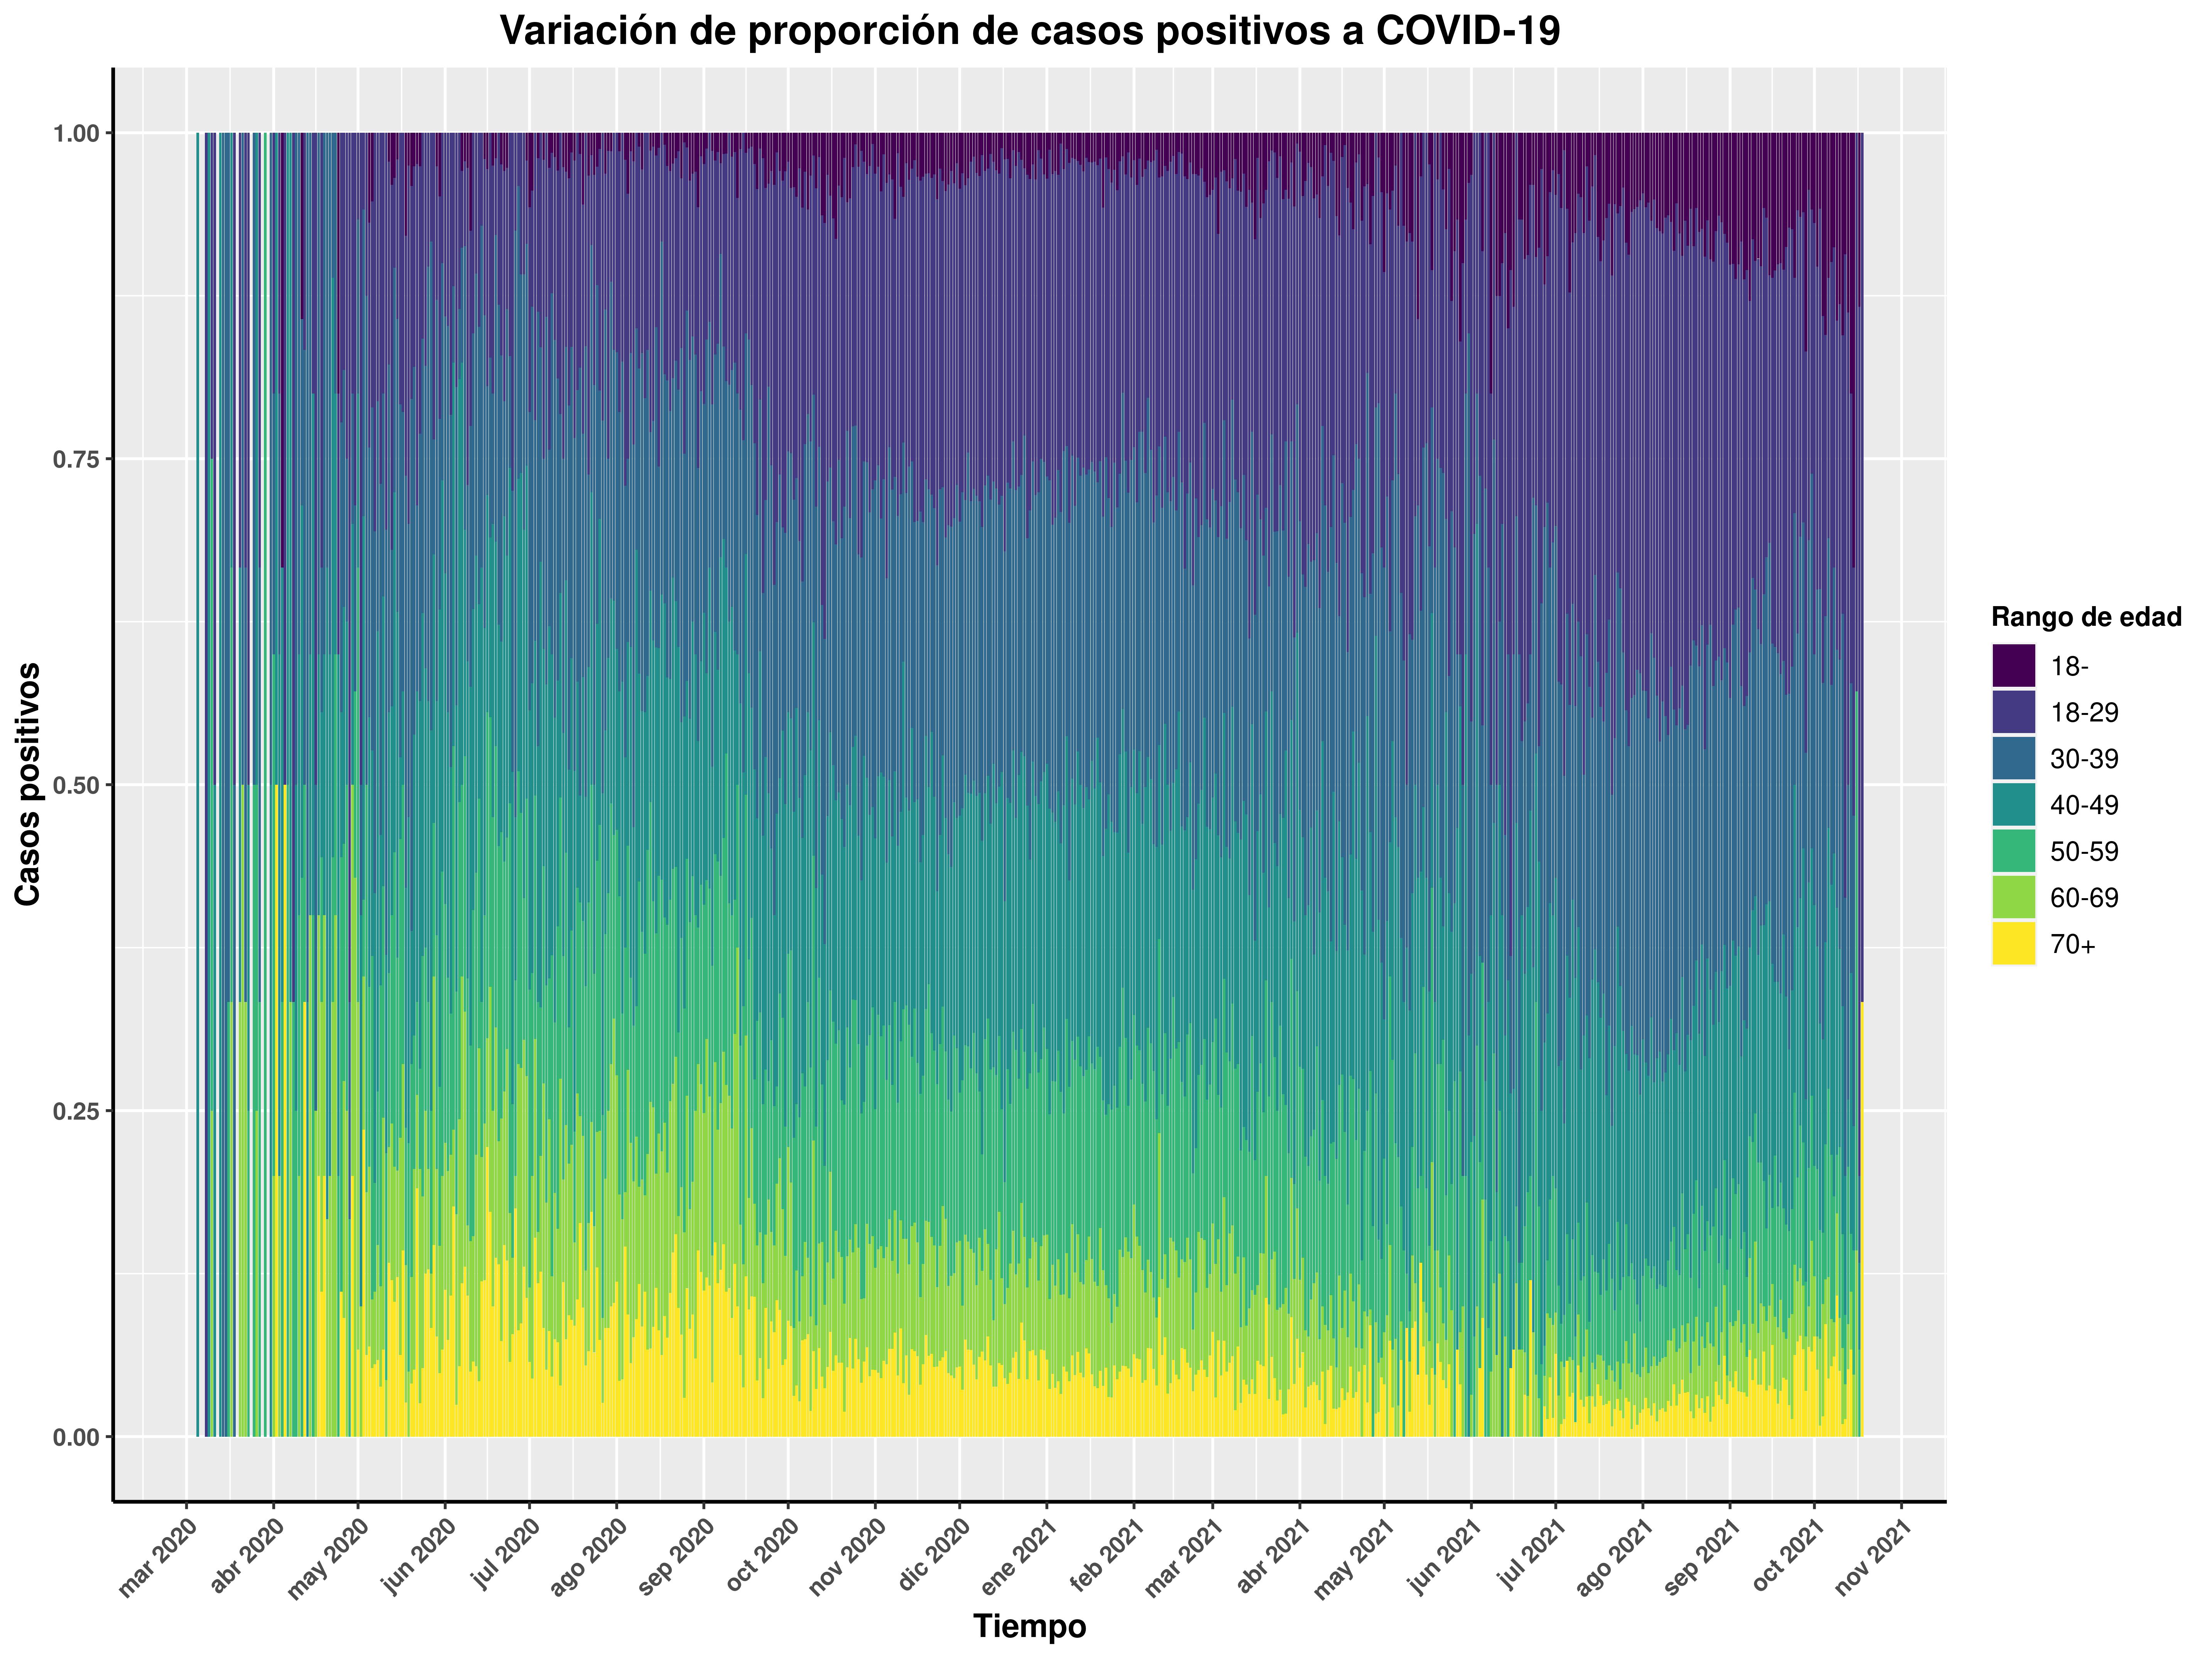 Variación de proporción de casos positivos a COVID-19
Casos positivos
1.00
0.75
0.50
0.25
0.00
mar 2020
abr 2020
may 2020
jun 2020
jul 2020
ago 2020
sep 2020
oct 2020
nov 2020
dic 2020
ene 2021
feb 2021
mar 2021
abr 2021
may 2021
jun 2021
jul 2021
ago 2021
sep 2021
oct 2021
nov 2021
Tiempo
Rango de edad
18-
18-29
30-39
40-49
50-59
60-69
70+